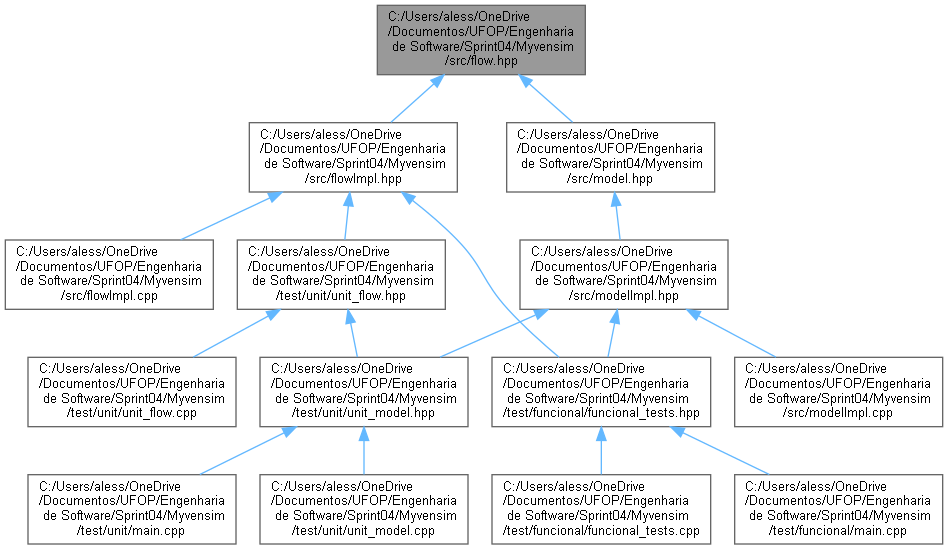 C:/Users/aless/OneDrive
/Documentos/UFOP/Engenharia
de Software/Sprint04/Myvensim
/src/flow.hpp
C:/Users/aless/OneDrive
/Documentos/UFOP/Engenharia
de Software/Sprint04/Myvensim
/src/flowImpl.hpp
C:/Users/aless/OneDrive
/Documentos/UFOP/Engenharia
de Software/Sprint04/Myvensim
/src/model.hpp
C:/Users/aless/OneDrive
/Documentos/UFOP/Engenharia
de Software/Sprint04/Myvensim
/src/flowImpl.cpp
C:/Users/aless/OneDrive
/Documentos/UFOP/Engenharia
de Software/Sprint04/Myvensim
/test/unit/unit_flow.hpp
C:/Users/aless/OneDrive
/Documentos/UFOP/Engenharia
de Software/Sprint04/Myvensim
/src/modelImpl.hpp
C:/Users/aless/OneDrive
/Documentos/UFOP/Engenharia
de Software/Sprint04/Myvensim
/test/unit/unit_flow.cpp
C:/Users/aless/OneDrive
/Documentos/UFOP/Engenharia
de Software/Sprint04/Myvensim
/test/unit/unit_model.hpp
C:/Users/aless/OneDrive
/Documentos/UFOP/Engenharia
de Software/Sprint04/Myvensim
/test/funcional/funcional_tests.hpp
C:/Users/aless/OneDrive
/Documentos/UFOP/Engenharia
de Software/Sprint04/Myvensim
/src/modelImpl.cpp
C:/Users/aless/OneDrive
/Documentos/UFOP/Engenharia
de Software/Sprint04/Myvensim
/test/unit/main.cpp
C:/Users/aless/OneDrive
/Documentos/UFOP/Engenharia
de Software/Sprint04/Myvensim
/test/unit/unit_model.cpp
C:/Users/aless/OneDrive
/Documentos/UFOP/Engenharia
de Software/Sprint04/Myvensim
/test/funcional/funcional_tests.cpp
C:/Users/aless/OneDrive
/Documentos/UFOP/Engenharia
de Software/Sprint04/Myvensim
/test/funcional/main.cpp